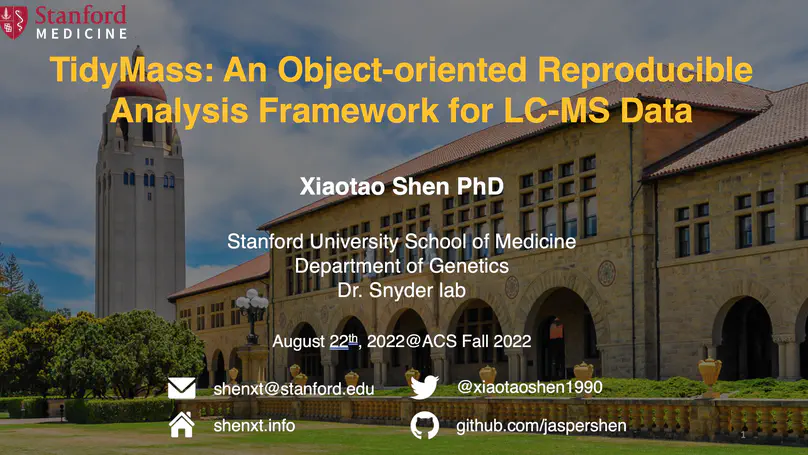 Stanford
MEDICINE
TidyMass: An Object-oriented Reproducible
Analysis Framework for LC-MS Data
Xiaotao Shen PhD
Stanford University School of Medicine
Department of Genetics
Dr. Snyder lab
August 22th, 2022@ACS Fall 2022
shenxt@stanford.edu
@xiaotaoshen1990
shenxt.info
github.com/jaspershen
1